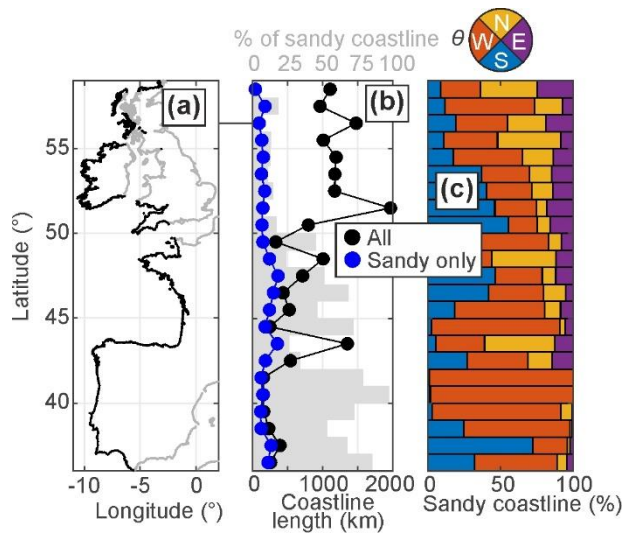 % of sandy coastline
0 25 50 75 100
θ
N
W E
S
(a)
(b)
(c)
55
50
45
40
Latitude (°)
All
Sandy only
-10 -5 0
Longitude (°)
0 1000 2000
Coastline
length (km)
0 50 100
Sandy coastline (%)